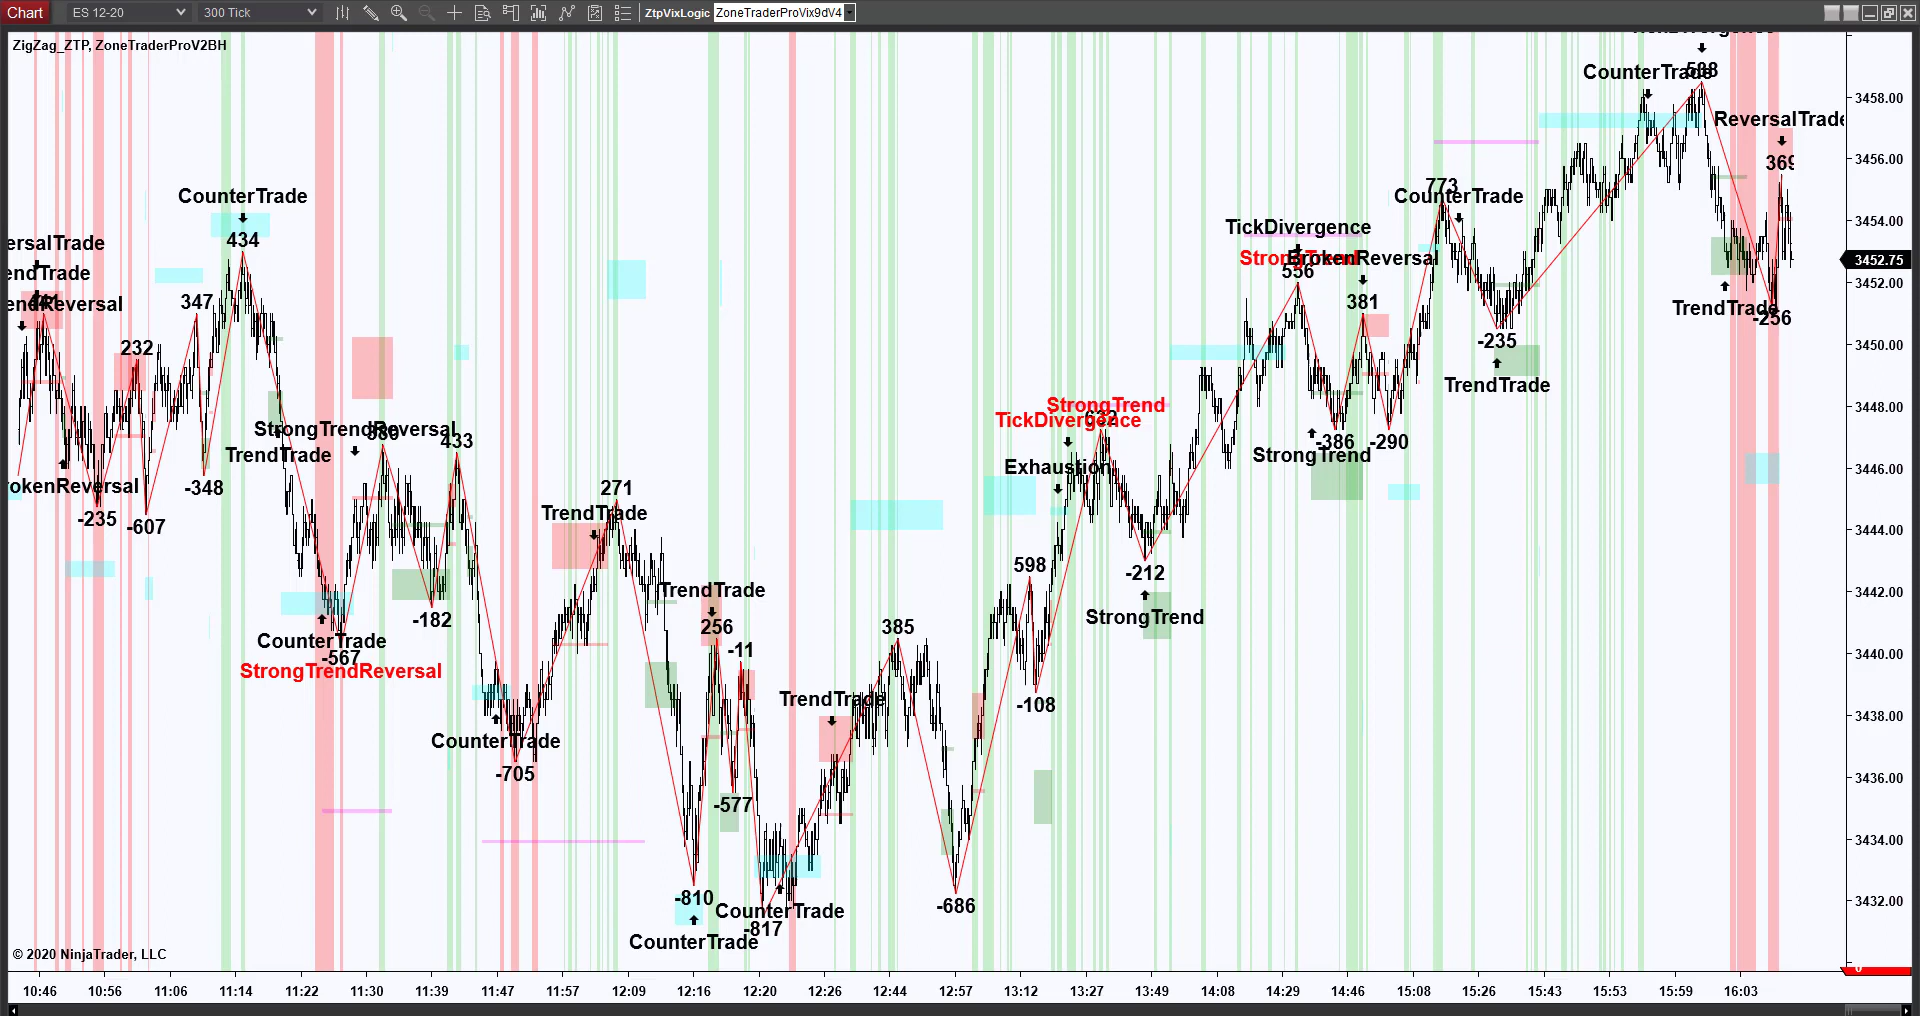 Chart ES 12-20 300 Tick ZtpVixLogic ZoneTraderProVix9dV4
ZigZag_ZTP, ZoneTraderProV2BH
CounterTrade 588
3458.00
ReversalTrade
3456.00
369
773
CounterTrade CounterTrade
3454.00
TickDivergence
434
ersalTrade
BrokenReversal
3452.75
endTrade
556
3452.00
endReversal 347 381
TrendTrade
-256
-235
3450.00
232
TrendTrade
StrongTrend
3448.00
TickDivergence
StrongTrendReversal
433
-386 -290
TrendTrade StrongTrend
Exhaustion
3446.00
rokenReversal -348 271
TrendTrade
-235
-607
3444.00
598
-212
TrendTrade
3442.00
-182 StrongTrend
256 385
CounterTrade
3440.00
-11
-567
StrongTrendReversal
TrendTrade
-108
3438.00
CounterTrade
-705
3436.00
-577
3434.00
-810 3432.00
-686
CounterTrade
-817
CounterTrade
© 2020 NinjaTrader, LLC
0
10:46 10:56 11:06 11:14 11:22 11:30 11:39 11:47 11:57 12:09 12:16 12:20 12:26 12:44 12:57 13:12 13:27 13:49 14:08 14:29 14:46 15:08 15:26 15:43 15:53 15:59 16:03